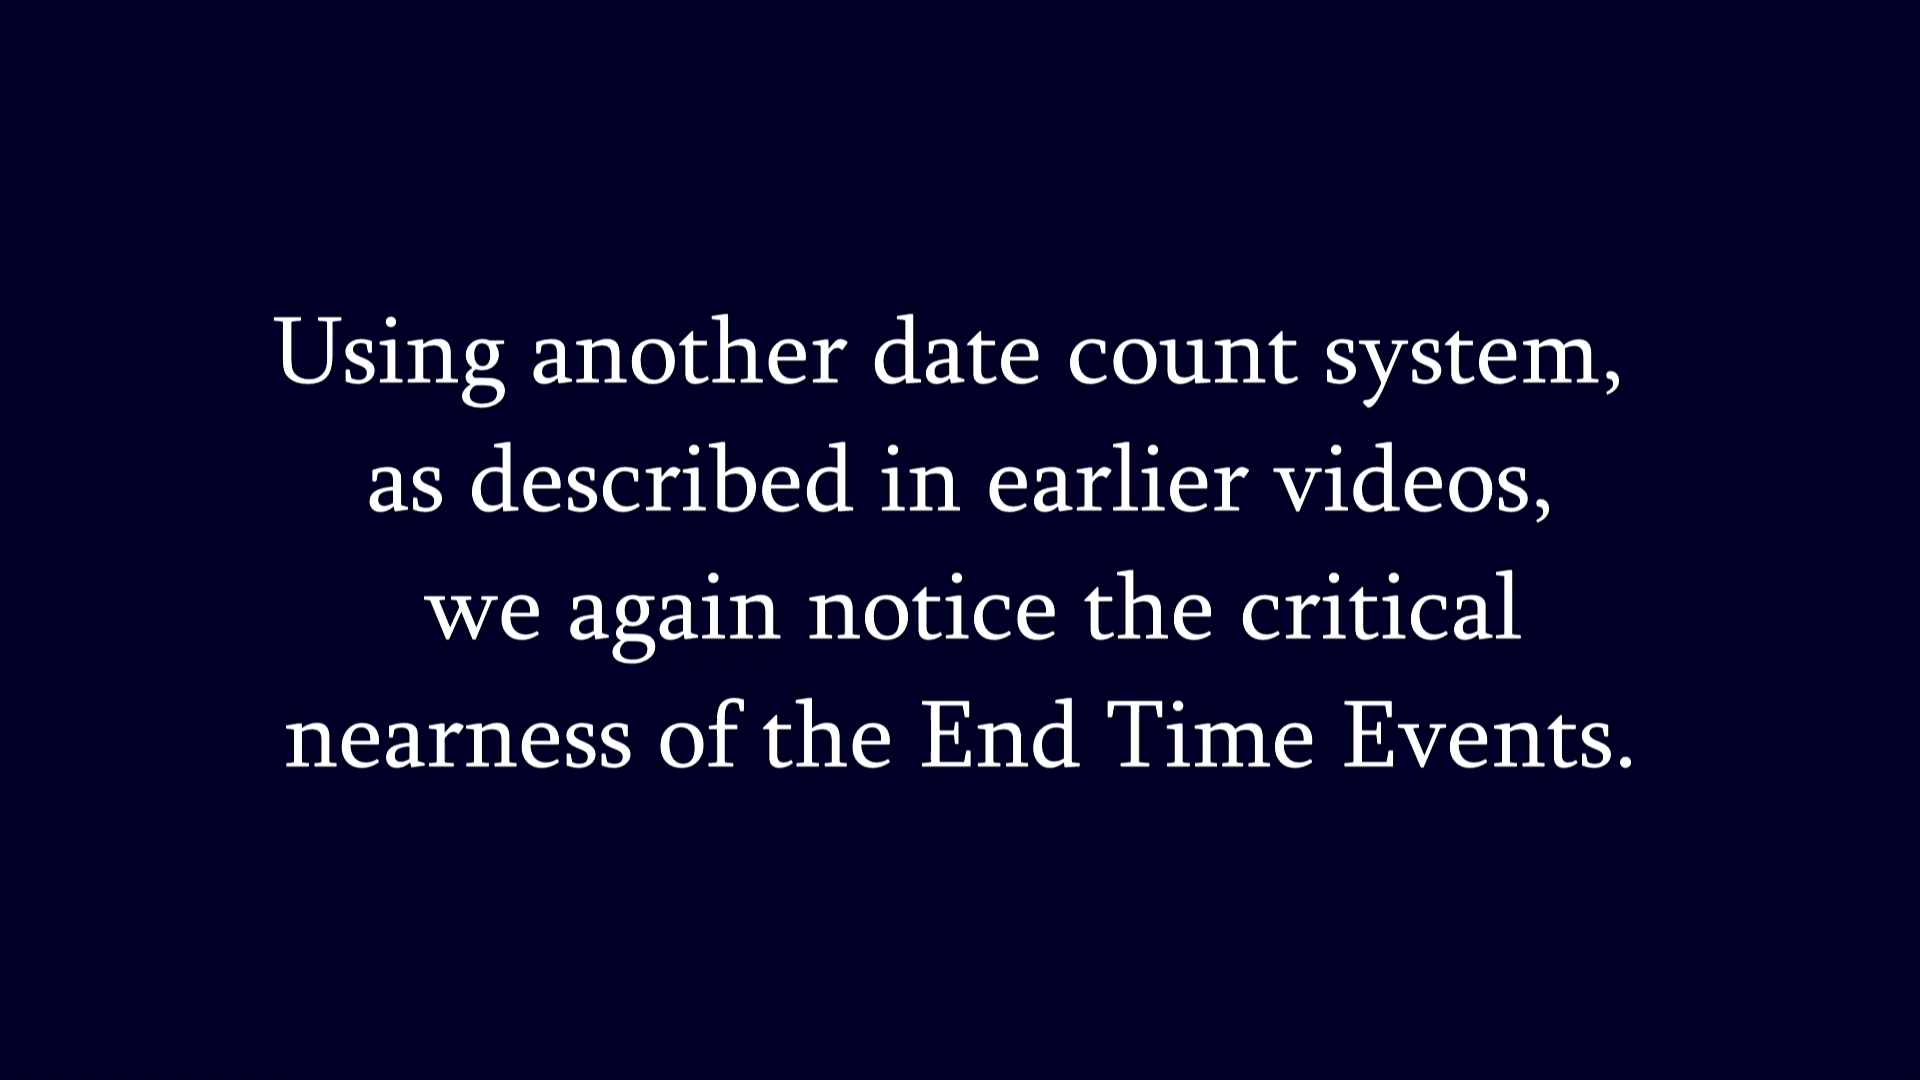 Using another date count system,
as described in earlier videos,
we again notice the critical
nearness of the End Time Events.